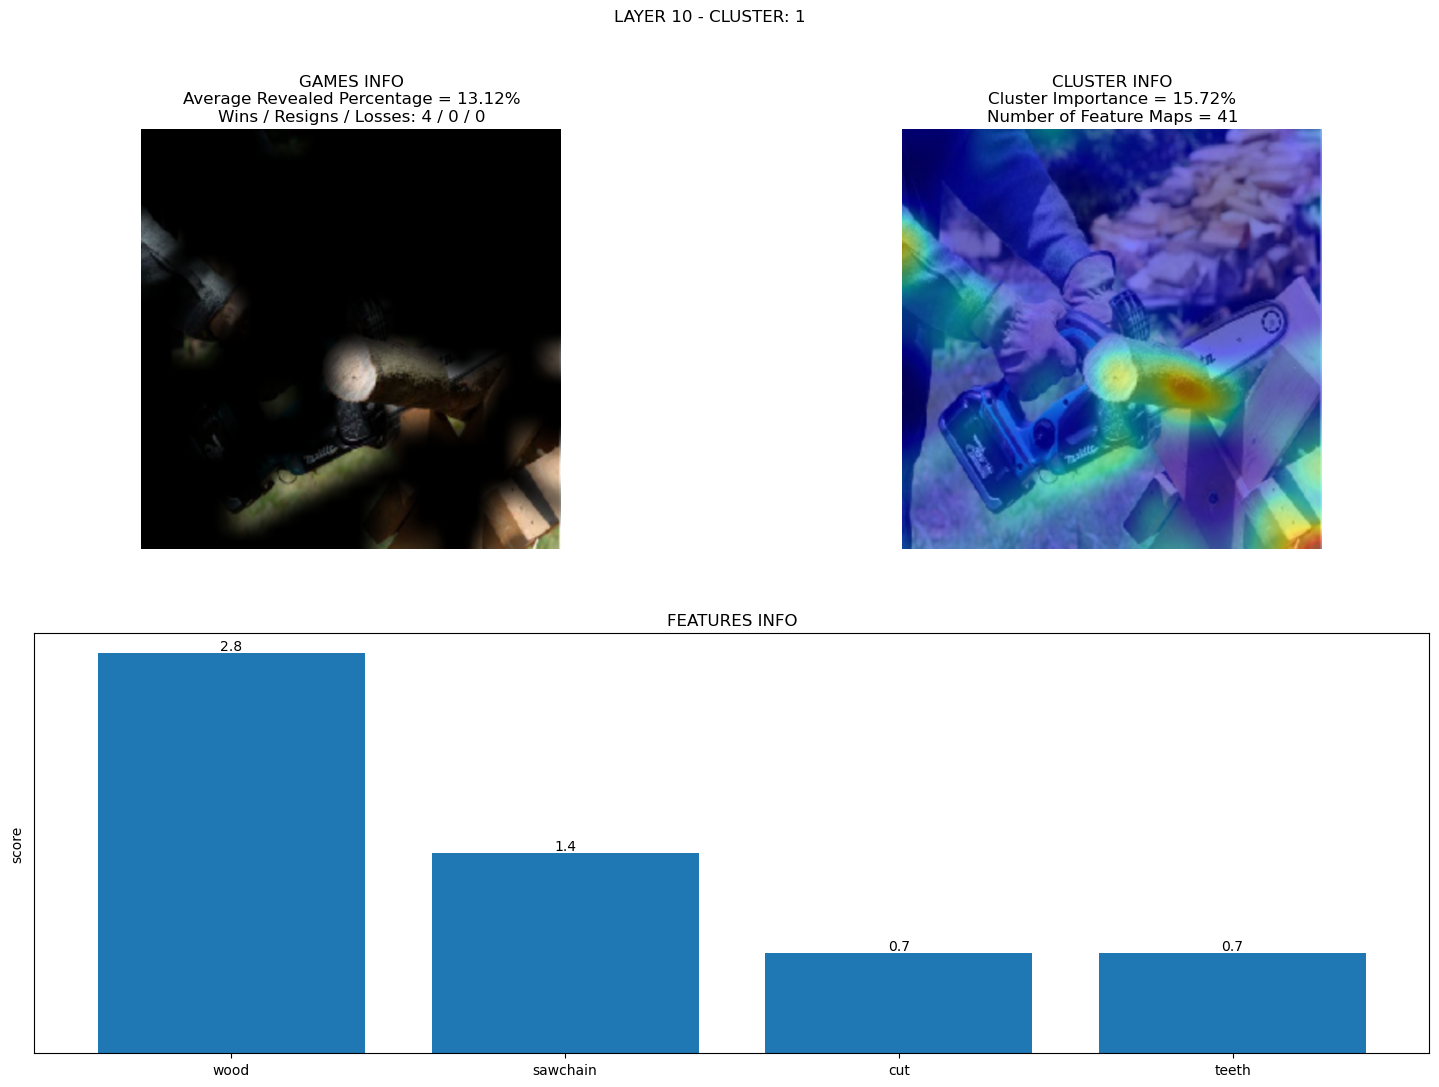 LAYER 10 - CLUSTER: 1
GAMES INFO
Average Revealed Percentage = 13.12%
Wins / Resigns / Losses: 4 / 0 / 0
CLUSTER INFO
Cluster Importance = 15.72%
Number of Feature Maps = 41
FEATURES INFO
score
2.8
1.4
0.7
0.7
wood
sawchain
cut
teeth